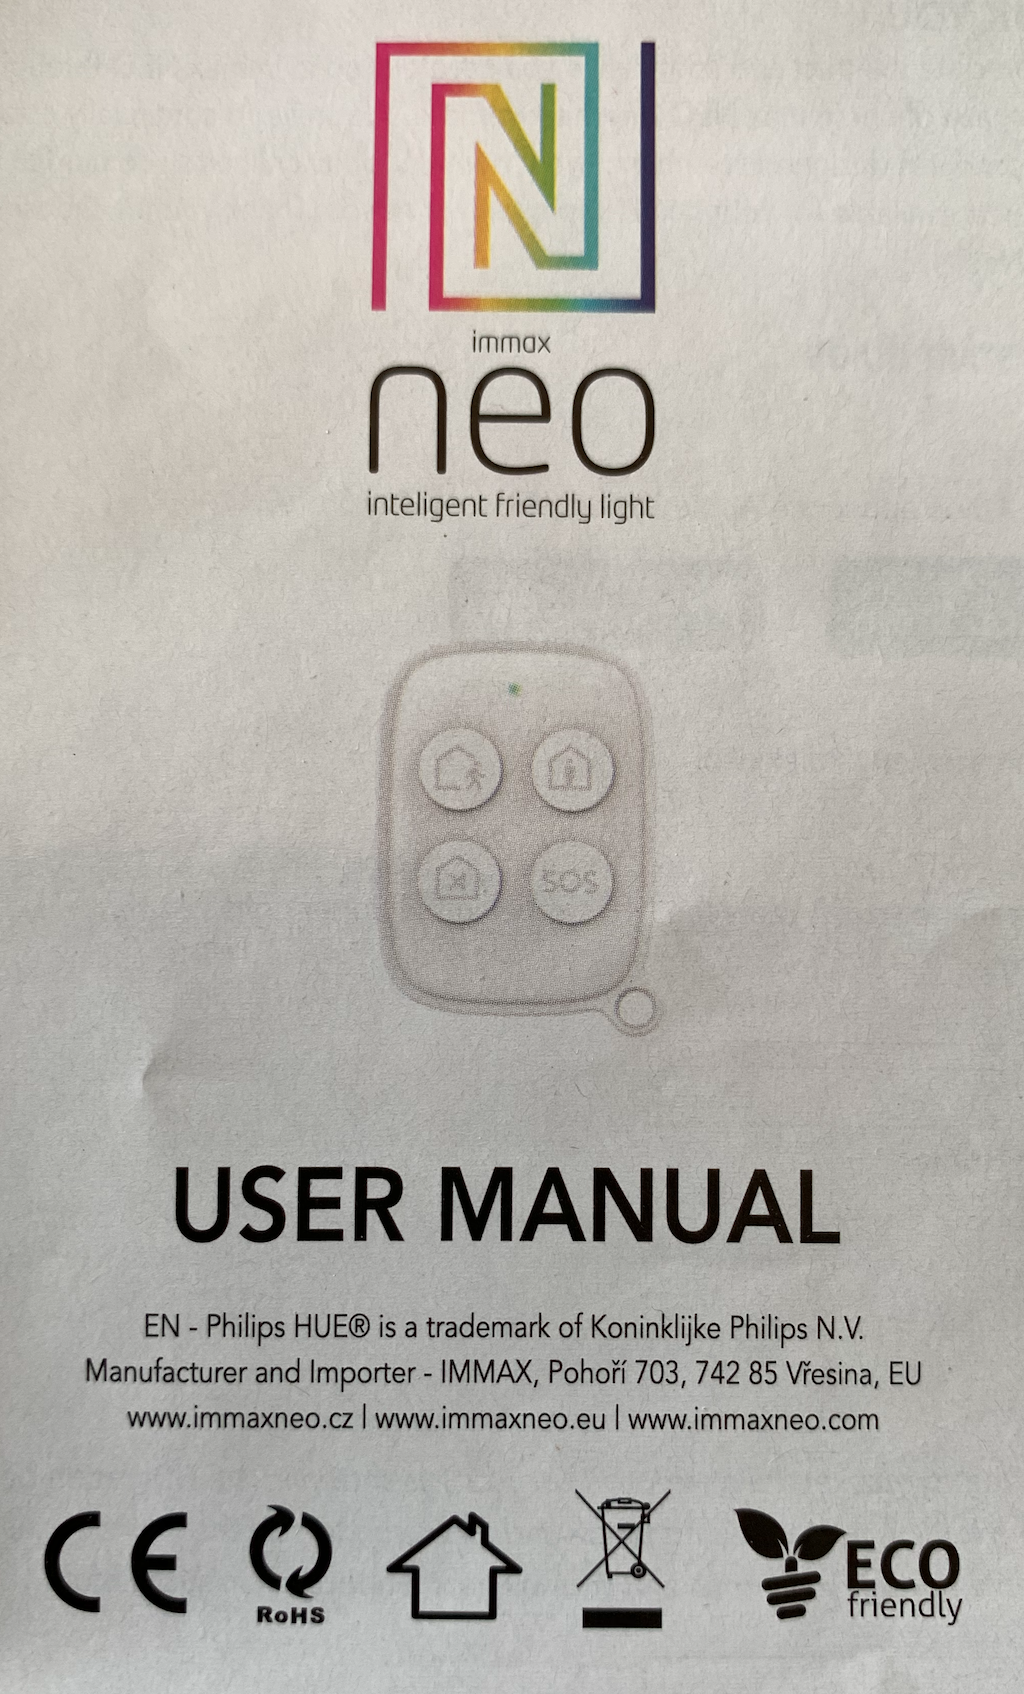 immax
neo
inteligent friendly light
SOS
USER MANUAL
EN - Philips HUE® is a trademark of Koninklijke Philips N.V.
Manufacturer and Importer - IMMAX, Pohoří 703, 742 85 Vřesina, EU
www.immaxneo.cz | www.immaxneo.eu | www.immaxneo.com
CE
RoHS
ECO
friendly